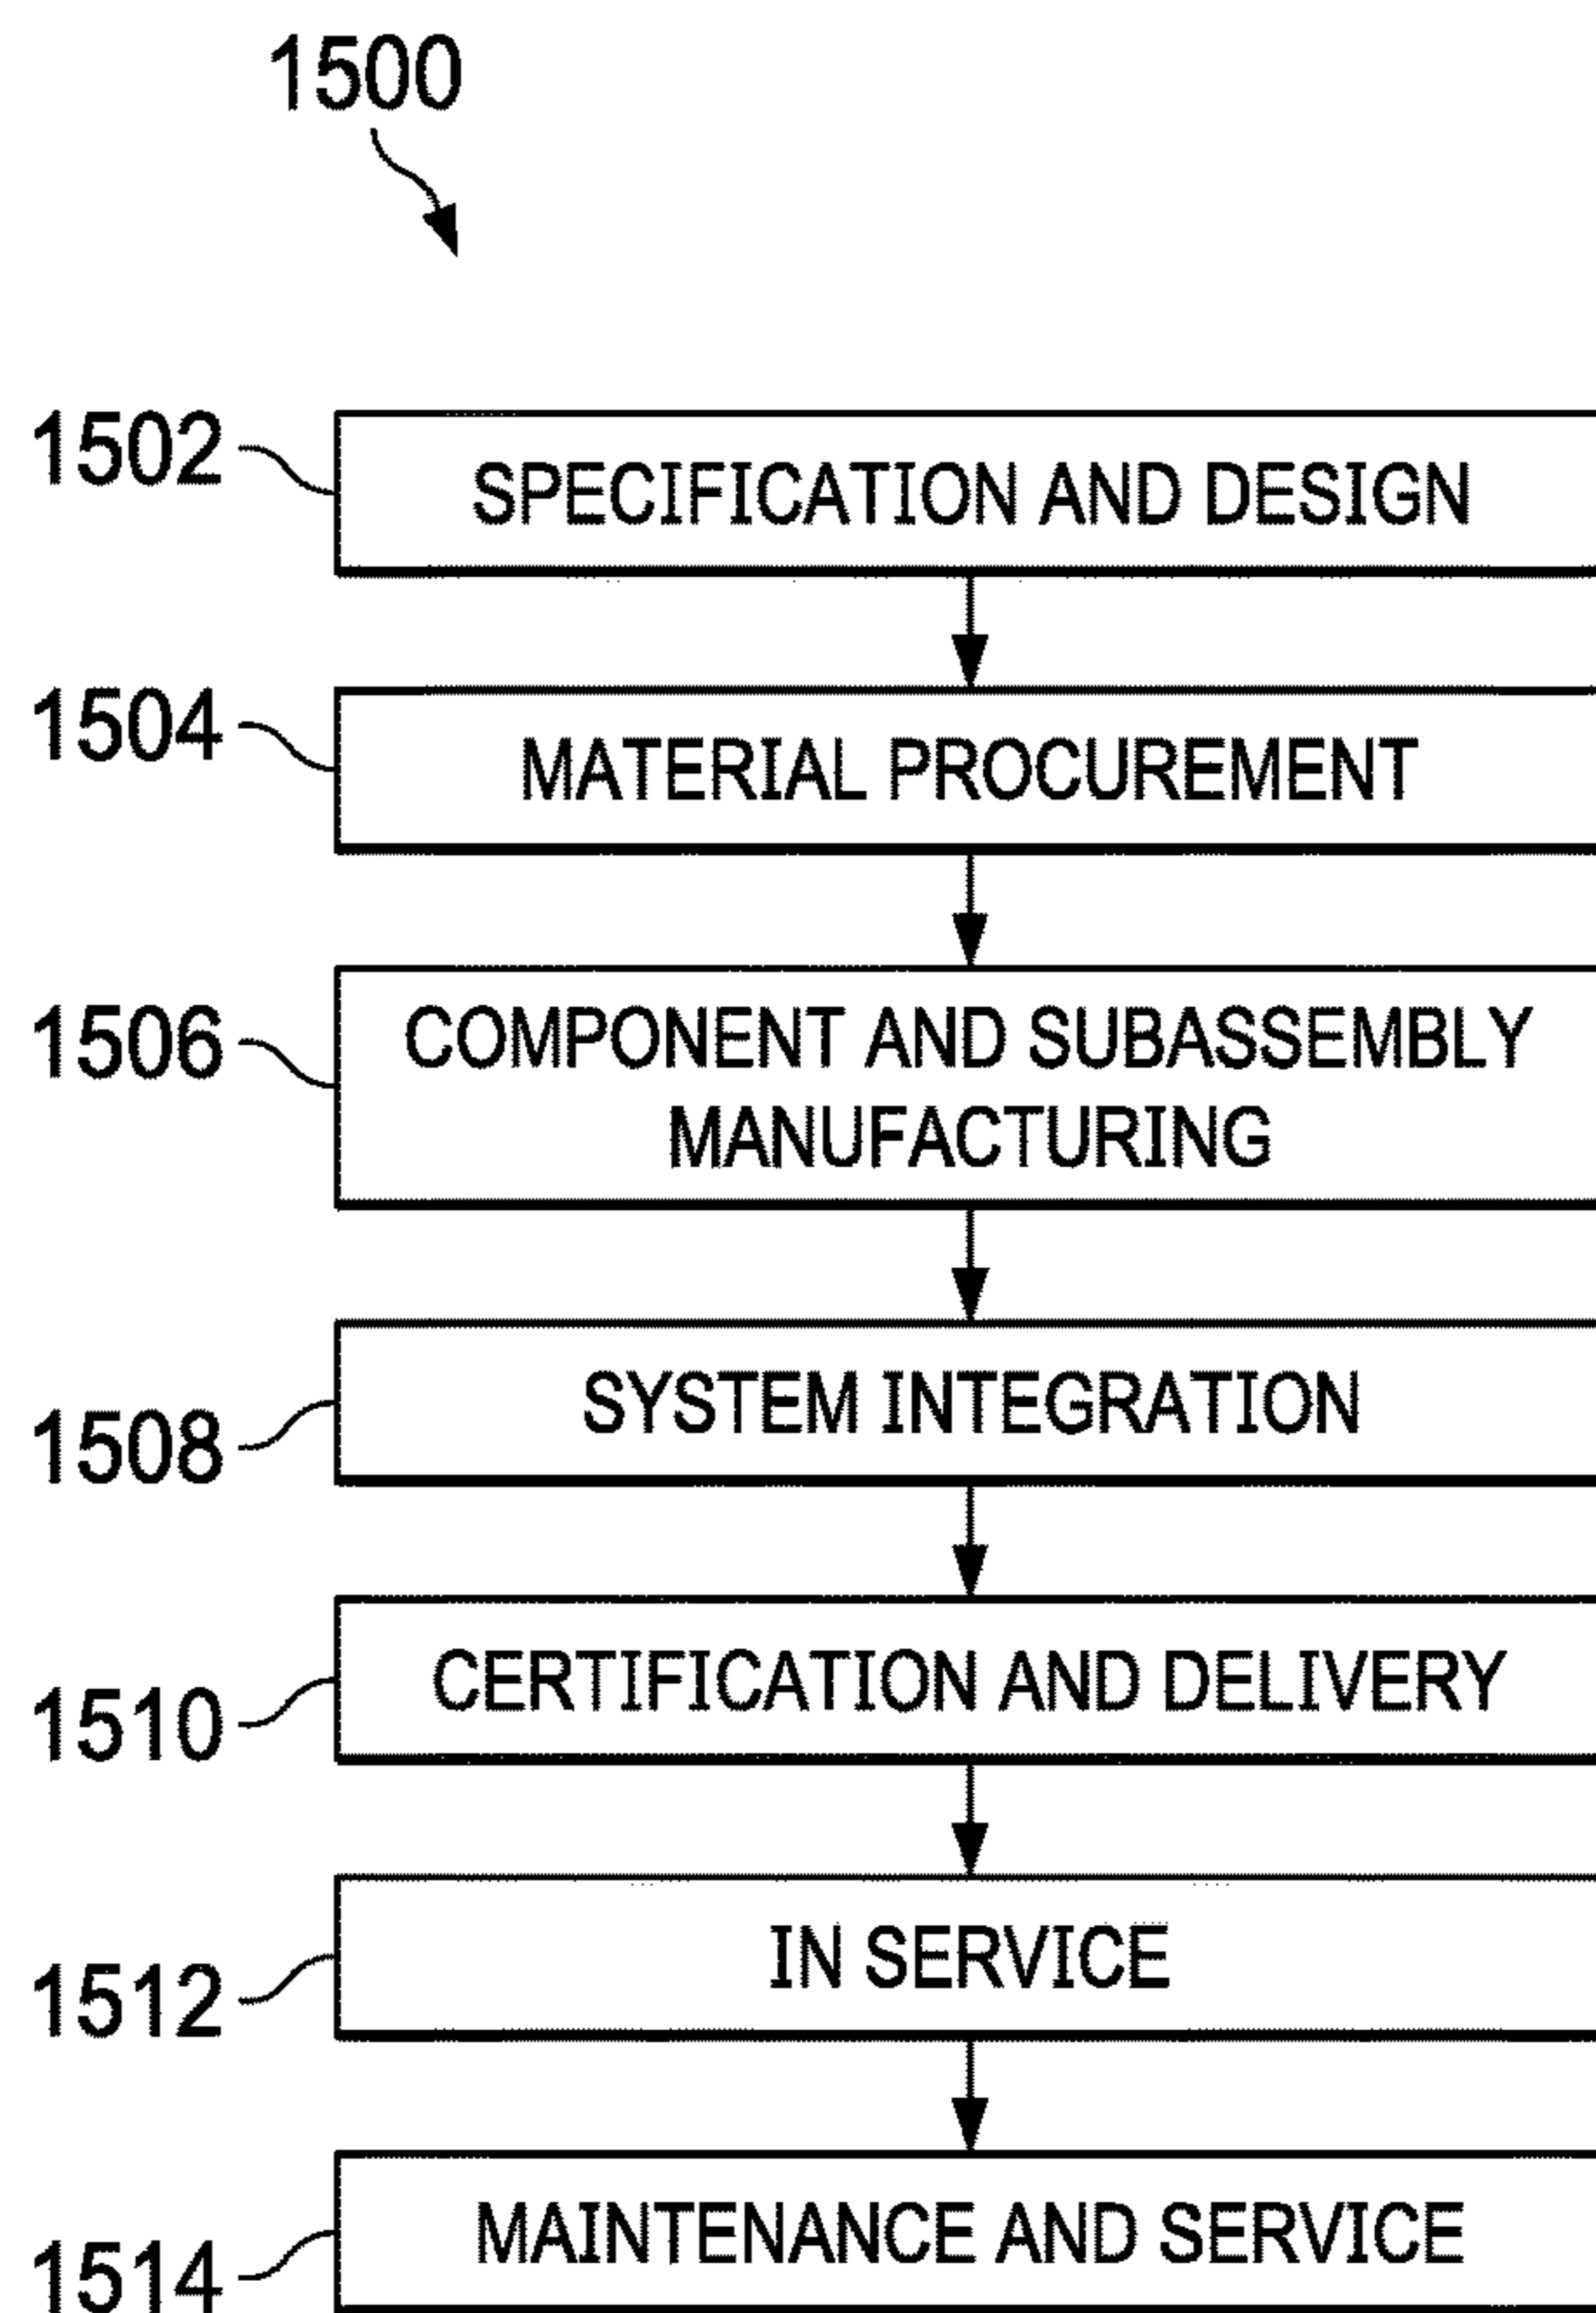 1500
1502
SPECIFICATION AND DESIGN
1504
MATERIAL PROCUREMENT
1506
COMPONENT AND SUBASSEMBLY
MANUFACTURING
1508
SYSTEM INTEGRATION
1510
CERTIFICATION AND DELIVERY
1512
IN SERVICE
1514
MAINTENANCE AND SERVICE